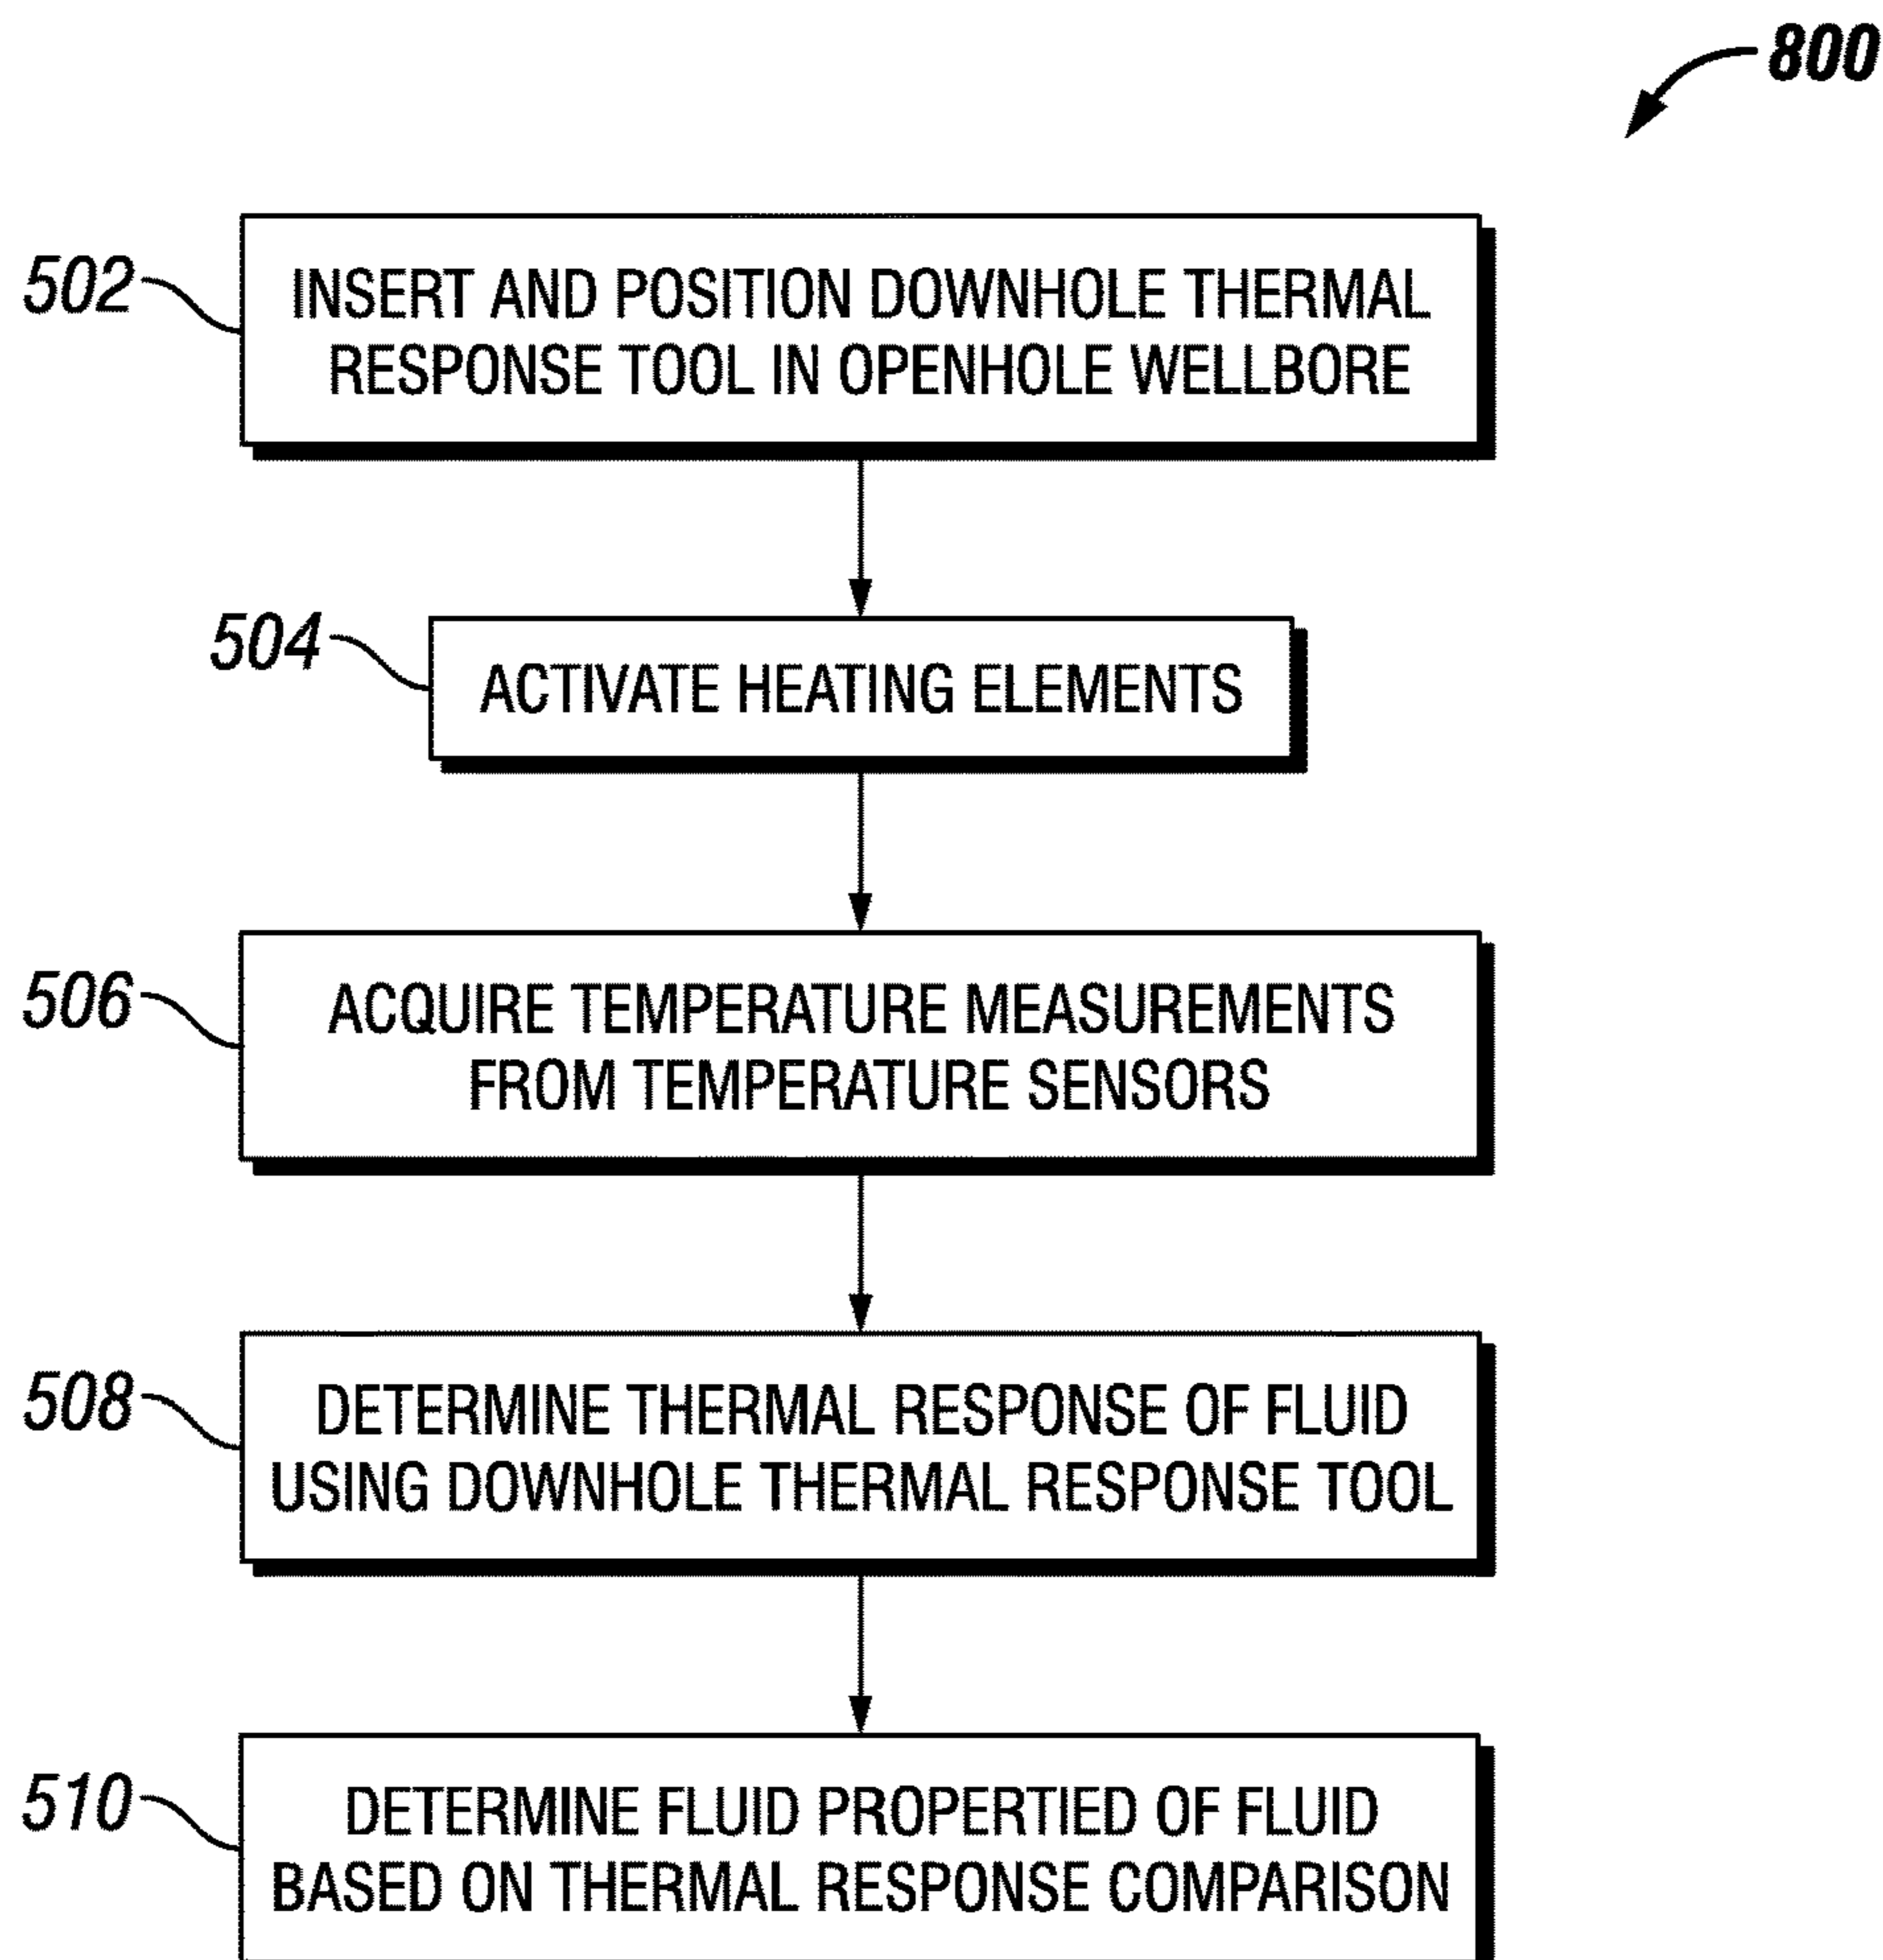 800
502
INSERT AND POSITION DOWNHOLE THERMAL
RESPONSE TOOL IN OPENHOLE WELLBORE
504
ACTIVATE HEATING ELEMENTS
506
ACQUIRE TEMPERATURE MEASUREMENTS
FROM TEMPERATURE SENSORS
508
DETERMINE THERMAL RESPONSE OF FLUID
USING DOWNHOLE THERMAL RESPONSE TOOL
510
DETERMINE FLUID PROPERTIED OF FLUID
BASED ON THERMAL RESPONSE COMPARISON